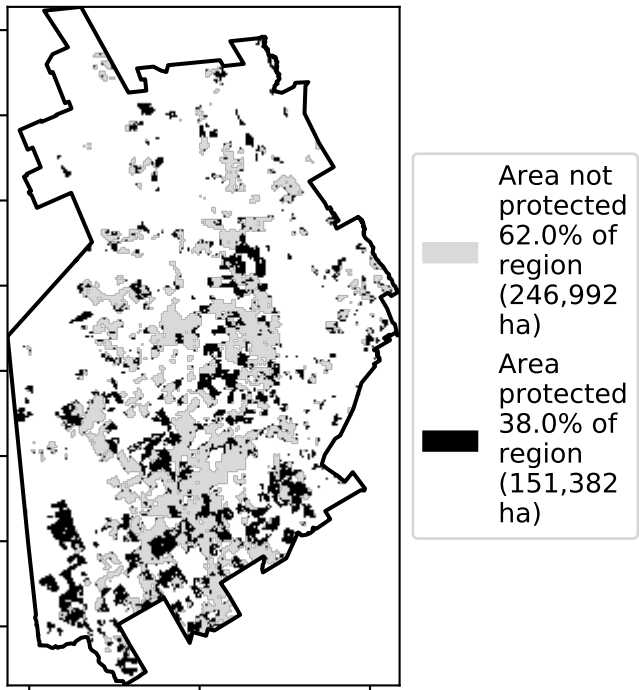 Area not
protected
62.0% of
region
(246,992
ha)
Area
protected
38.0% of
region
(151,382
ha)